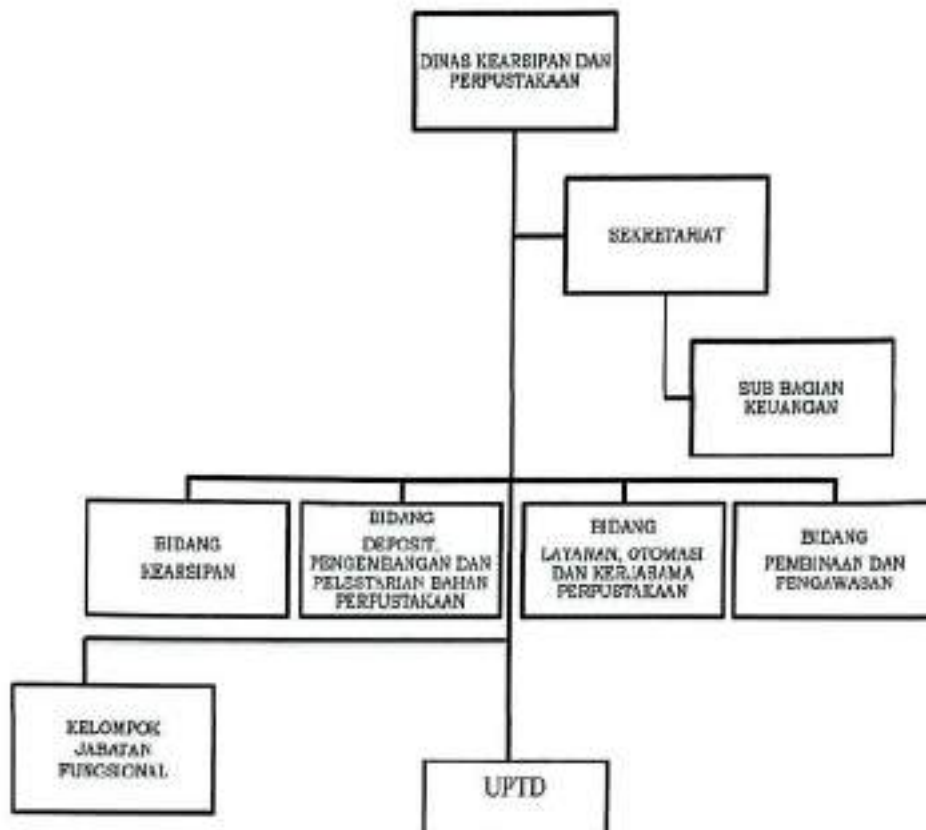 DINAS KEARSIPAN DAN
PERPUSTAKAAN
SEKRETARIAT
SUB BAGIAN
KEUANGAN
BIDANG
KEARSIPAN
BIDANG
DEPOSIT,
PENGEMBANGAN DAN
PELESTARIAN BAHAN
PERPUSTAKAAN
BIDANG
LAYANAN, OTOMASI
DAN KERJASAMA
PERPUSTAKAAN
BIDANG
PEMBINAAN DAN
PENGAWASAN
KELOMPOK
JABATAN
FUNGSIONAL
UPTD